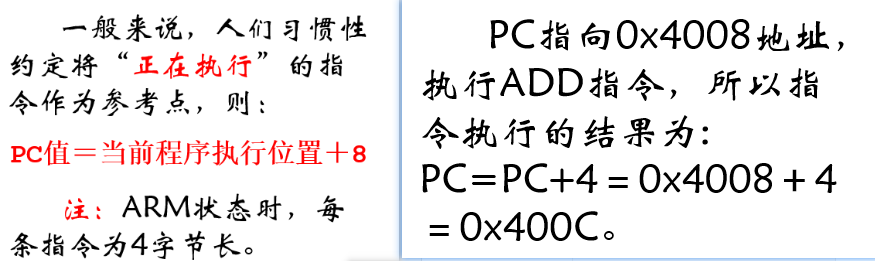 一般来说，人们习惯性
约定将“正在执行”的指
令作为参考点，则：
PC值＝当前程序执行位置＋8
注：ARM状态时，每
条指令为4字节长。
PC指向0x4008地址，
执行ADD指令，所以指
令执行的结果为：
PC＝PC+4 = 0x4008 + 4
= 0x400C。